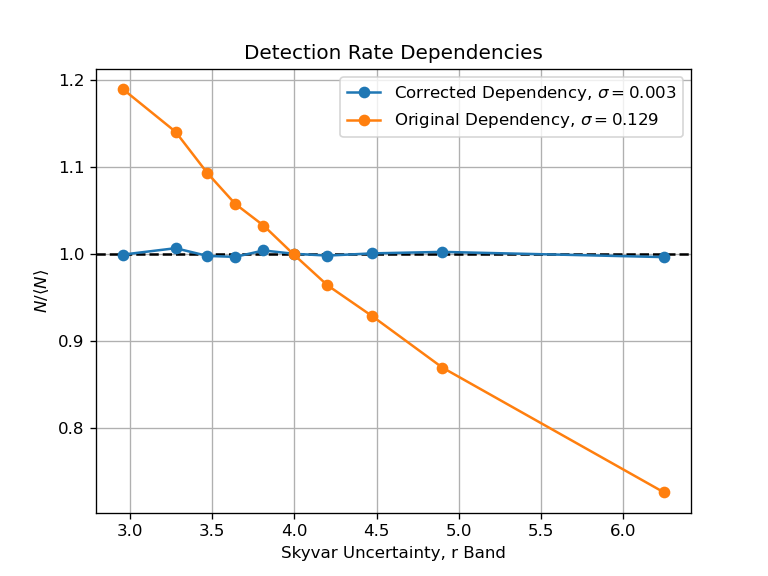 Detection Rate Dependencies
Corrected Dependency, σ = 0.003
Original Dependency, σ = 0.129
1.2
1.1
1.0
0.9
0.8
N/⟨N⟩
3.0 3.5 4.0 4.5 5.0 5.5 6.0
Skyvar Uncertainty, r Band